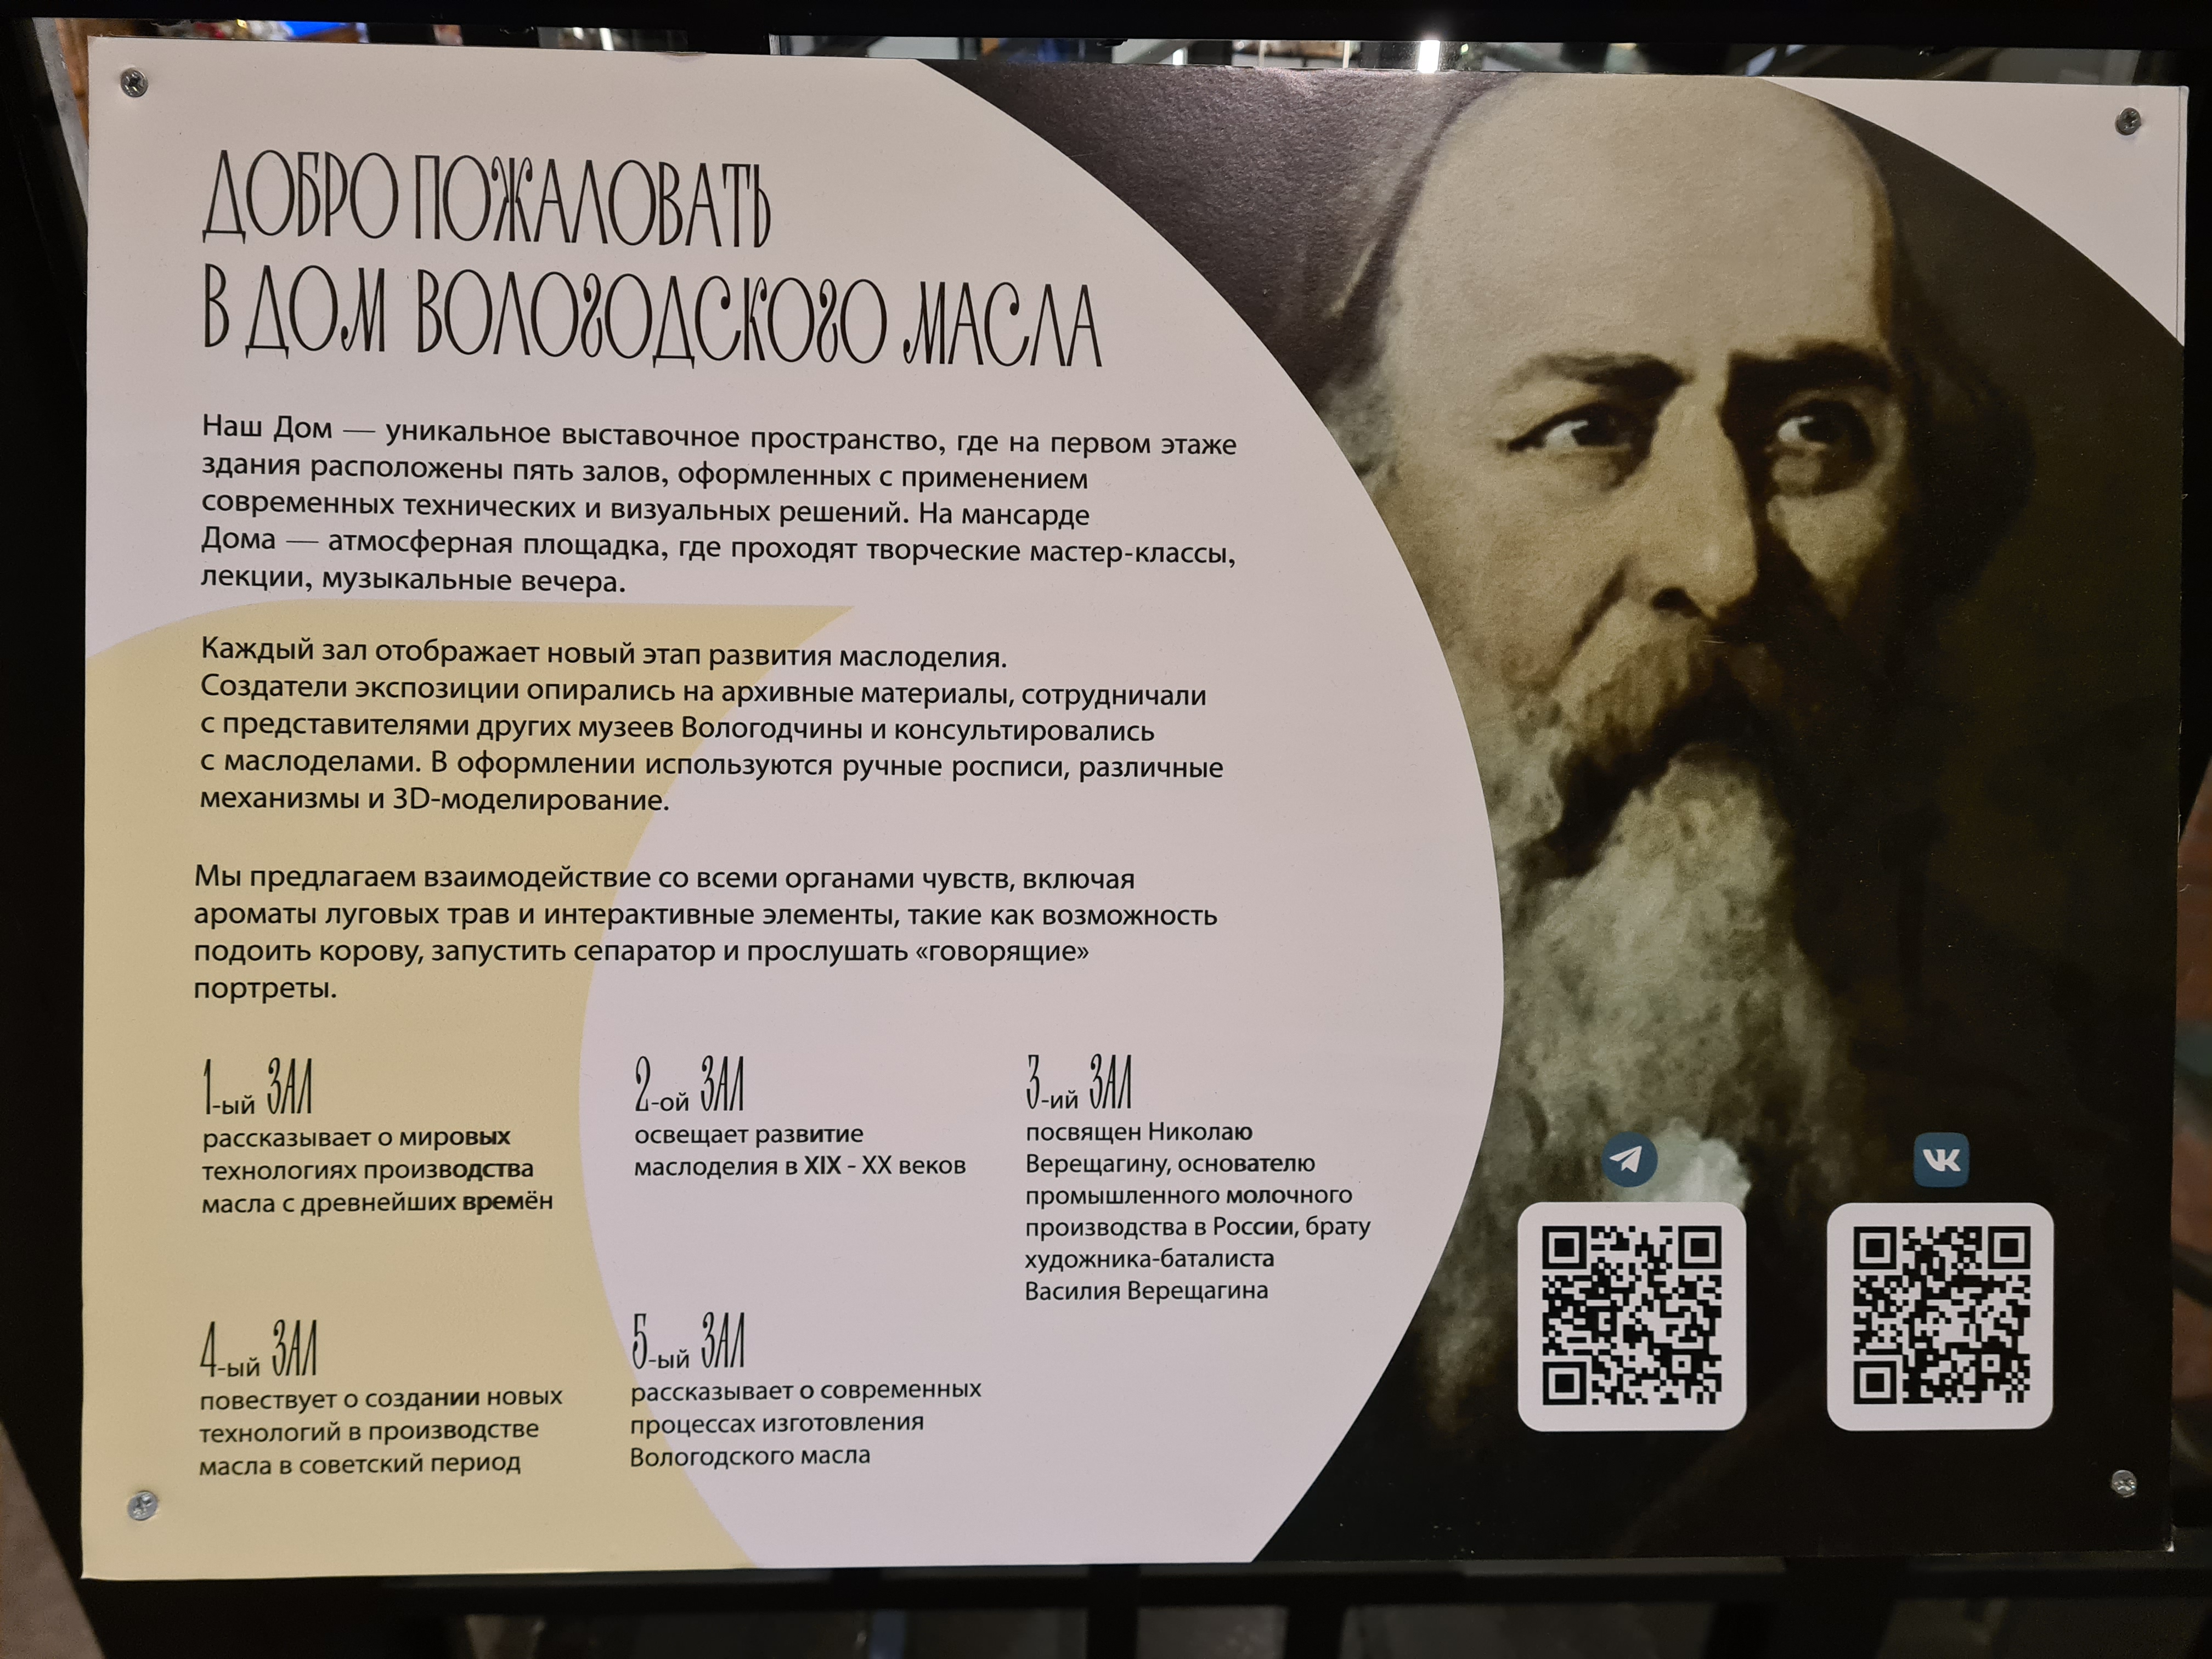 ДОБРО ПОЖАЛОВАТЬ
В ДОМ ВОЛОГОДСКОГО МАСЛА
Наш Дом — уникальное выставочное пространство, где на первом этаже
здания расположены пять залов, оформленных с применением
современных технических и визуальных решений. На мансарде
Дома — атмосферная площадка, где проходят творческие мастер-классы,
лекции, музыкальные вечера.
Каждый зал отображает новый этап развития маслоделия.
Создатели экспозиции опирались на архивные материалы, сотрудничали
с представителями других музеев Вологодчины и консультировались
с маслоделами. В оформлении используются ручные росписи, различные
механизмы и 3D-моделирование.
Мы предлагаем взаимодействие со всеми органами чувств, включая
ароматы луговых трав и интерактивные элементы, такие как возможность
подоить корову, запустить сепаратор и прослушать «говорящие»
портреты.
1-ый ЗАЛ
рассказывает о мировых
технологиях производства
масла с древнейших времён
2-ой ЗАЛ
освещает развитие
маслоделия в XIX - XX веков
3-ий ЗАЛ
посвящен Николаю
Верещагину, основателю
промышленного молочного
производства в России, брату
художника-баталиста
Василия Верещагина
4-ый ЗАЛ
повествует о создании новых
технологий в производстве
масла в советский период
5-ый ЗАЛ
рассказывает о современных
процессах изготовления
Вологодского масла
VK